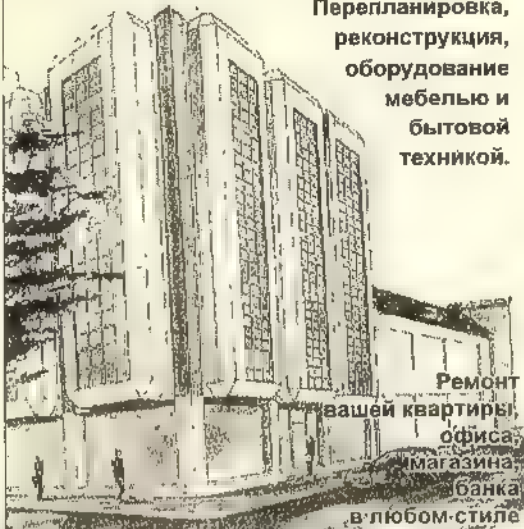 Перепланировка,
реконструкция,
оборудование
мебелью и
бытовой
техникой.
Ремонт
вашей квартиры,
офиса,
магазина,
банка
в любом стиле